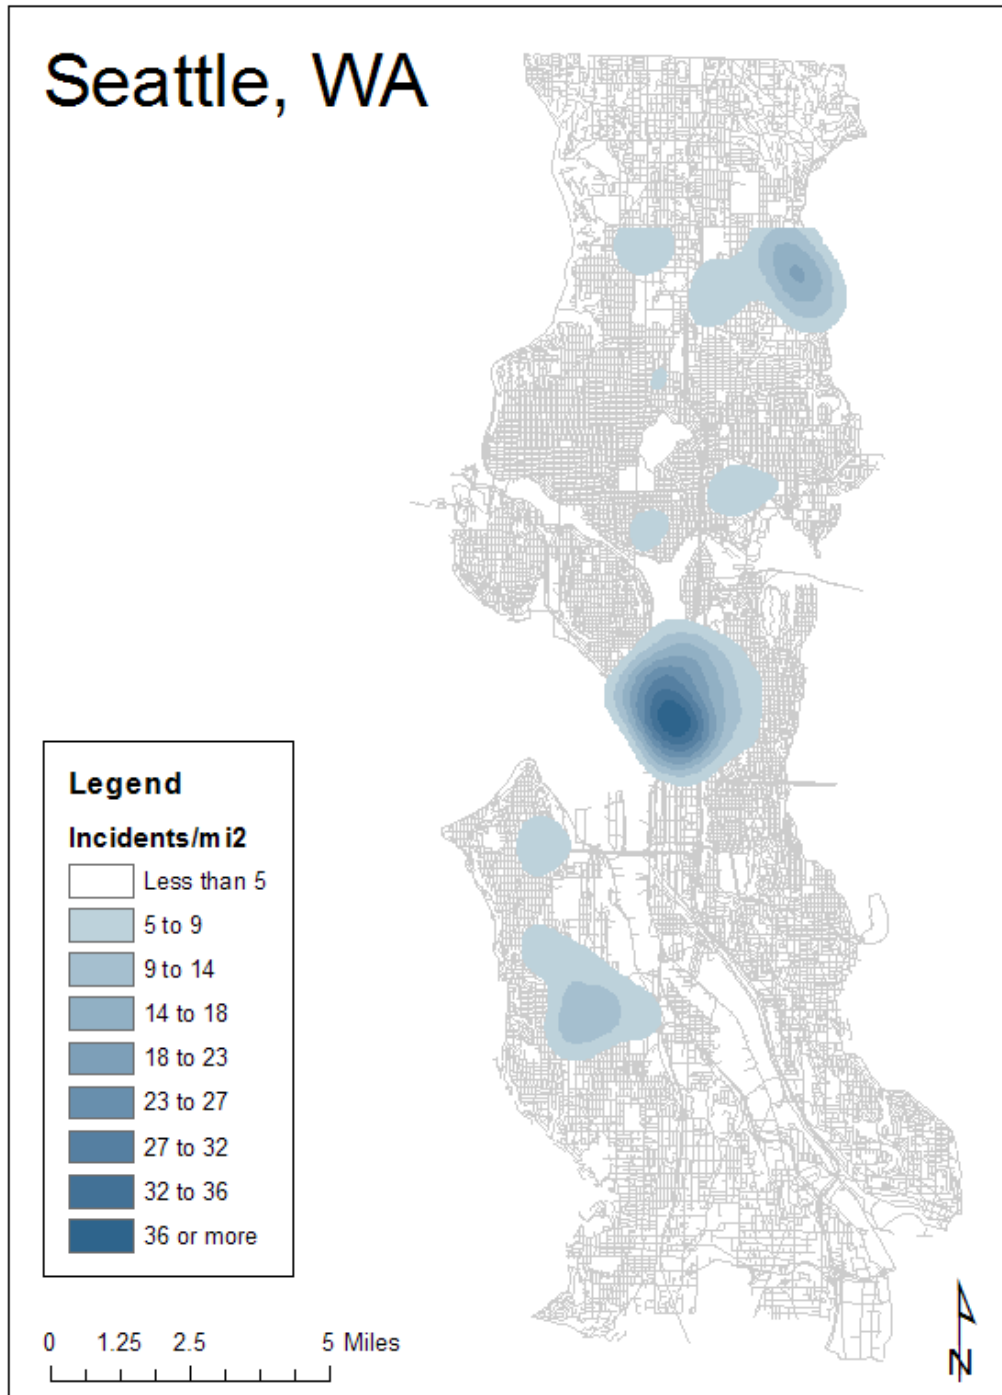 Seattle, WA
Legend
Incidents/mi2
Less than 5
5 to 9
9 to 14
14 to 18
18 to 23
23 to 27
27 to 32
32 to 36
36 or more
0 1.25 2.5 5 Miles
N